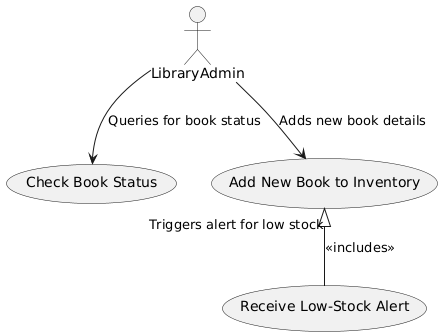 LibraryAdmin
Queries for book status
Adds new book details
Check Book Status
Add New Book to Inventory
Triggers alert for low stock
«includes»
Receive Low-Stock Alert